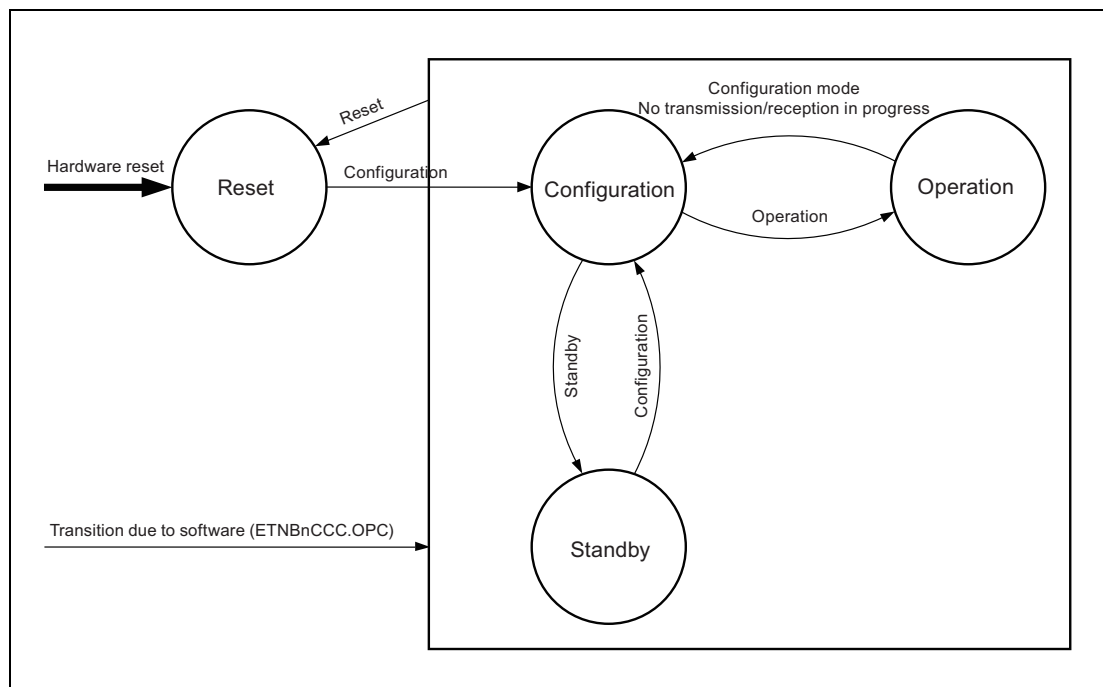 Configuration mode
No transmission/reception in progress
Reset
Hardware reset
Reset
Configuration
Configuration
Operation
Operation
Standby
Configuration
Transition due to software (ETNBnCCC.OPC)
Standby